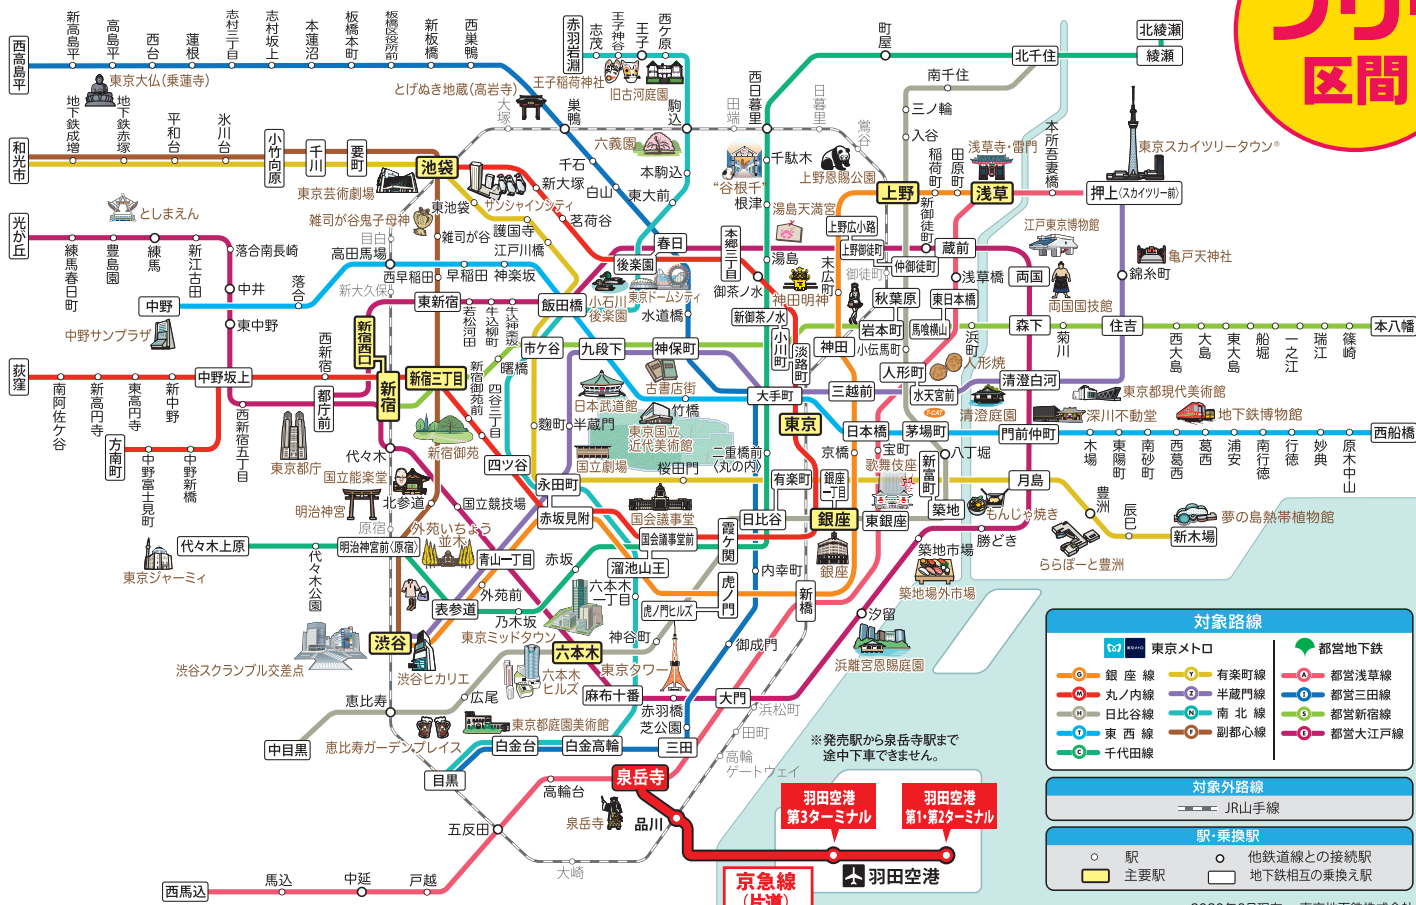 フリー
区間
西高島平
新高島平
高島平
西台
蓮根
志村三丁目
志村坂上
本蓮沼
板橋本町
板橋区役所前
新板橋
西巣鴨
赤羽岩淵
志茂
王子神谷
王子
西ケ原
東京大仏(乗蓮寺)
とげぬき地蔵(高岩寺)
王子稲荷神社
旧古河庭園
町屋
北綾瀬
綾瀬
北千住
南千住
三ノ輪
入谷
西日暮里
田端
日暮里
鶯谷
駒込
巣鴨
大塚
六義園
和光市
地下鉄成増
地下鉄赤塚
平和台
氷川台
小竹向原
千川
要町
池袋
東京芸術劇場
サンシャインシティ
東池袋
新大塚
千石
白山
本駒込
東大前
茗荷谷
護国寺
江戸川橋
雑司が谷鬼子母神
雑司が谷
千駄木
"谷根千"
根津
上野恩賜公園
上野
稲荷町
田原町
浅草寺・雷門
浅草
本所吾妻橋
東京スカイツリータウン®
押上〈スカイツリー前〉
としまえん
光が丘
練馬春日町
豊島園
練馬
新江古田
落合南長崎
中井
東中野
目白
高田馬場
新大久保
西早稲田
早稲田
神楽坂
落合
中野
中野サンプラザ
東新宿
若松河田
牛込柳町
牛込神楽坂
飯田橋
春日
後楽園
小石川
後楽園
東京ドームシティ
水道橋
本郷三丁目
湯島天満宮
湯島
御茶ノ水
新御茶ノ水
神田明神
上野広小路
上野御徒町
御徒町
仲御徒町
新御徒町
蔵前
末広町
秋葉原
岩本町
浅草橋
東日本橋
馬喰横山
小伝馬町
人形町
人形焼
水天宮前
T-CAT
江戸東京博物館
両国
両国国技館
亀戸天神社
錦糸町
森下
菊川
住吉
西大島
大島
東大島
船堀
一之江
瑞江
篠崎
本八幡
浜町
清澄白河
清澄庭園
東京都現代美術館
深川不動堂
地下鉄博物館
門前仲町
木場
東陽町
南砂町
西葛西
葛西
浦安
南行徳
行徳
妙典
原木中山
西船橋
荻窪
南阿佐ケ谷
新高円寺
東高円寺
新中野
中野坂上
西新宿
新宿西口
新宿
新宿三丁目
新宿御苑前
四谷三丁目
曙橋
市ケ谷
九段下
神保町
小川町
淡路町
神田
三越前
大手町
東京
日本橋
茅場町
八丁堀
古書店街
竹橋
日本武道館
東京国立
近代美術館
麹町
半蔵門
国立劇場
方南町
中野富士見町
中野新橋
西新宿五丁目
都庁前
東京都庁
代々木
国立能楽堂
北参道
国立競技場
新宿御苑
四ツ谷
永田町
赤坂見附
桜田門
国会議事堂
国会議事堂前
溜池山王
霞ケ関
日比谷
二重橋前
〈丸の内〉
有楽町
銀座一丁目
京橋
宝町
歌舞伎座
銀座
東銀座
新富町
築地
月島
もんじゃ焼き
勝どき
築地市場
築地場外市場
豊洲
辰巳
新木場
夢の島熱帯植物館
ららぽーと豊洲
明治神宮
原宿
外苑いちょう
並木
代々木上原
代々木公園
明治神宮前〈原宿〉
東京ジャーミィ
青山一丁目
外苑前
表参道
赤坂
乃木坂
六本木一丁目
東京ミッドタウン
六本木
六本木
ヒルズ
虎ノ門ヒルズ
虎ノ門
神谷町
内幸町
新橋
御成門
銀座
汐留
浜離宮恩賜庭園
渋谷
渋谷スクランブル交差点
渋谷ヒカリエ
東京タワー
麻布十番
赤羽橋
芝公園
大門
浜松町
田町
高輪
ゲートウェイ
恵比寿
広尾
中目黒
恵比寿ガーデンプレイス
東京都庭園美術館
白金台
白金高輪
三田
目黒
泉岳寺
高輪台
泉岳寺
品川
五反田
大崎
西馬込
馬込
中延
戸越
※発売駅から泉岳寺駅まで
途中下車できません。
羽田空港
第3ターミナル
羽田空港
第1・第2ターミナル
羽田空港
京急線
(片道)
対象路線
東京メトロ
都営地下鉄
G 銀座線
M 丸ノ内線
H 日比谷線
T 東西線
C 千代田線
Y 有楽町線
Z 半蔵門線
N 南北線
F 副都心線
A 都営浅草線
I 都営三田線
S 都営新宿線
E 都営大江戸線
対象外路線
JR山手線
駅・乗換駅
駅
他鉄道線との接続駅
主要駅
地下鉄相互の乗換え駅